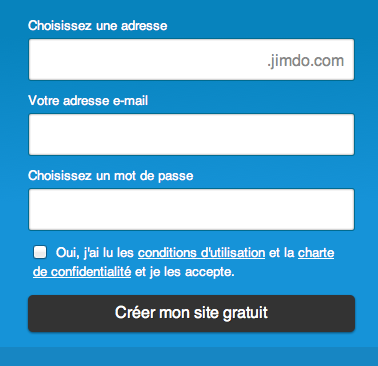 Choisissez une adresse
.jimdo.com
Votre adresse e-mail
Choisissez un mot de passe
Oui, j'ai lu les conditions d'utilisation et la charte
de confidentialité et je les accepte.
Créer mon site gratuit